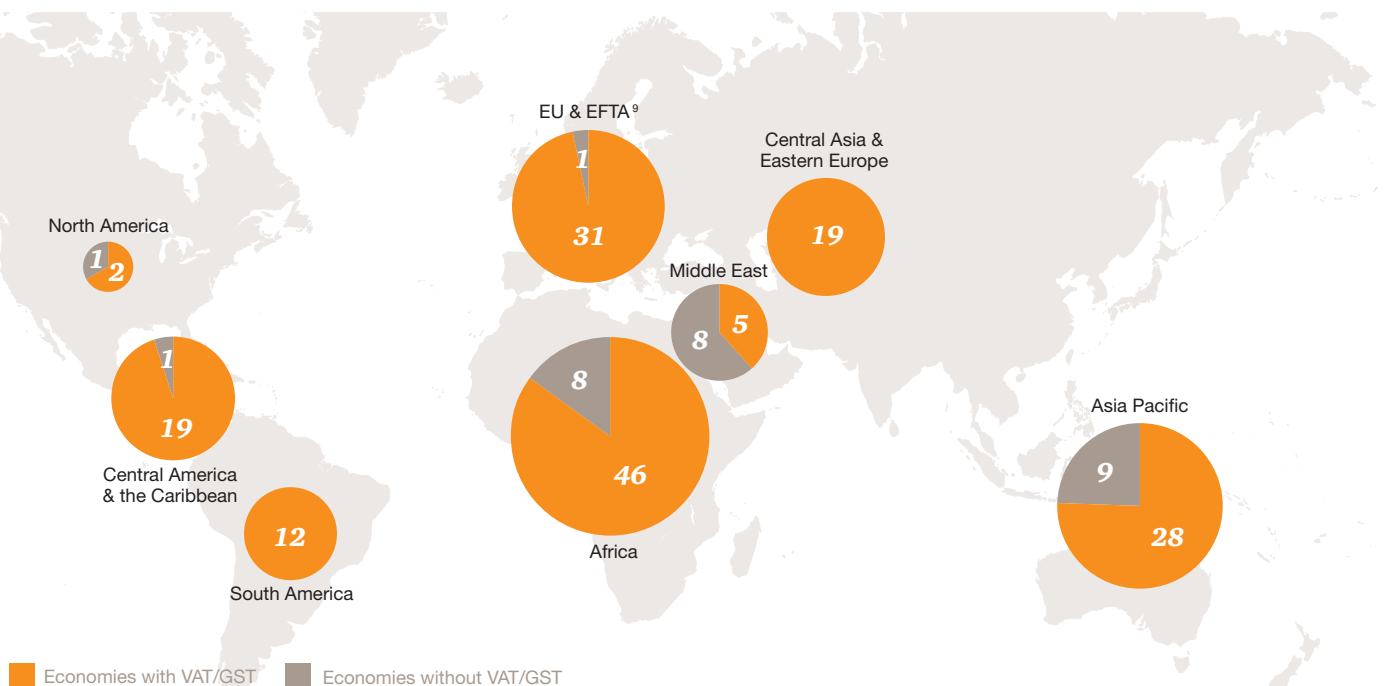 EU & EFTA⁹
1
31
Central Asia &
Eastern Europe
19
North America
1
2
Middle East
5
8
1
19
Central America
& the Caribbean
8
46
Africa
Asia Pacific
9
28
12
South America
Economies with VAT/GST
Economies without VAT/GST